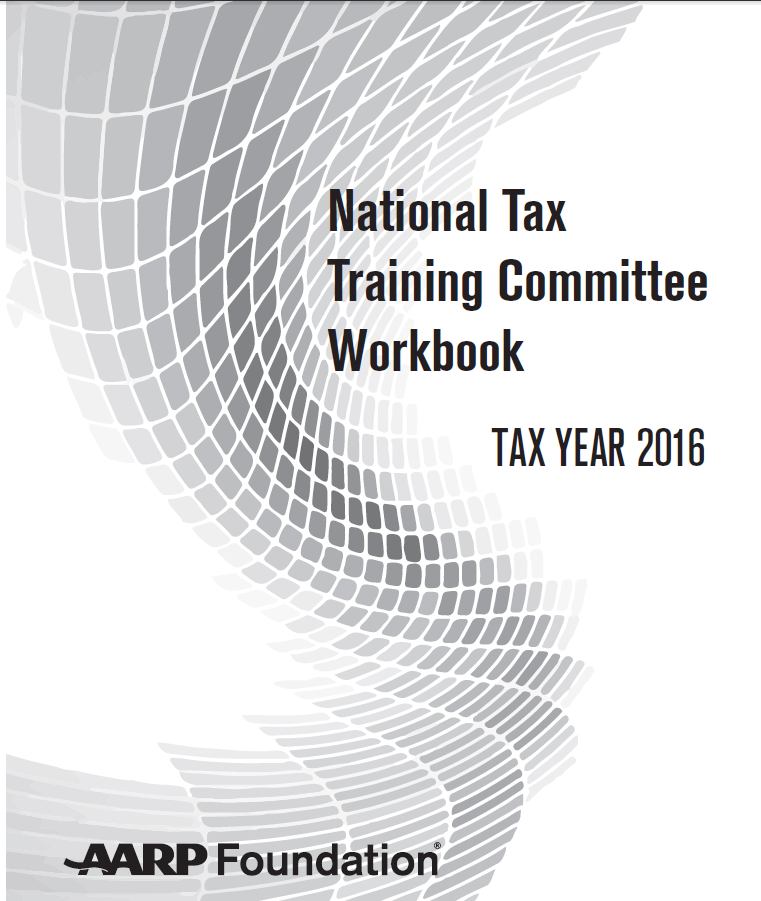 National Tax
Training Committee
Workbook
TAX YEAR 2016
AARP Foundation®